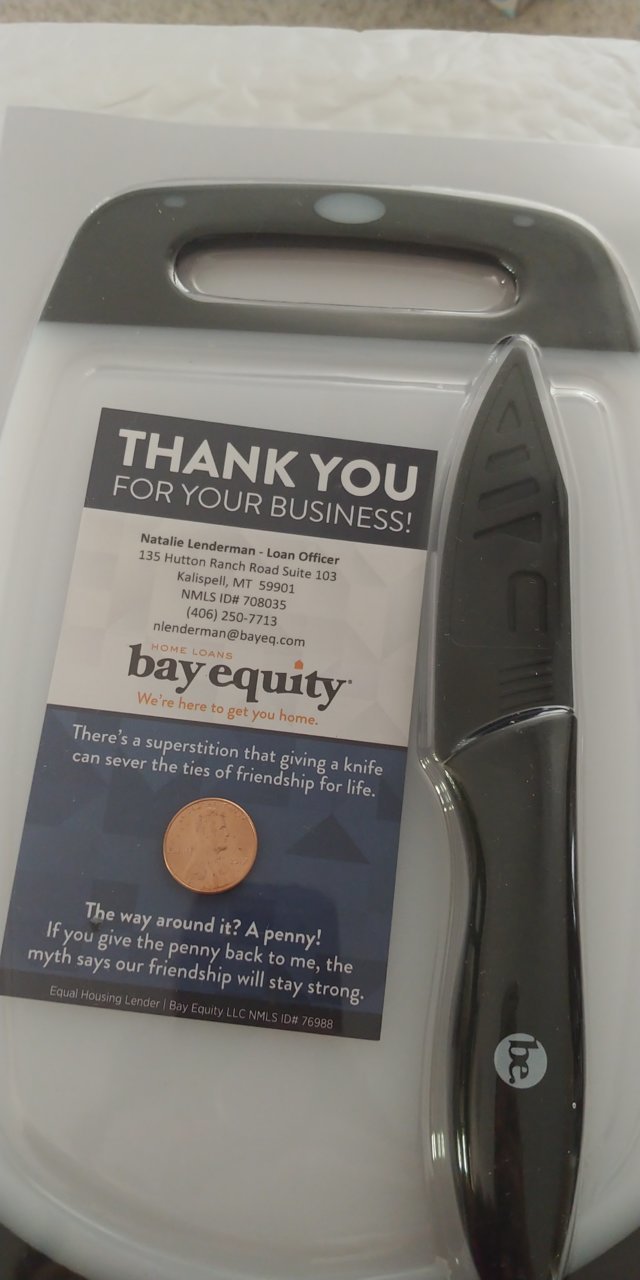 THANK YOU
FOR YOUR BUSINESS!
Natalie Lenderman - Loan Officer
135 Hutton Ranch Road Suite 103
Kalispell, MT 59901
NMLS ID# 708035
(406) 250-7713
nlenderman@bayeq.com
HOME LOANS
bay equity®
We're here to get you home.
There's a superstition that giving a knife
can sever the ties of friendship for life.
The way around it? A penny!
If you give the penny back to me, the
myth says our friendship will stay strong.
Equal Housing Lender | Bay Equity LLC NMLS ID# 76988
be.